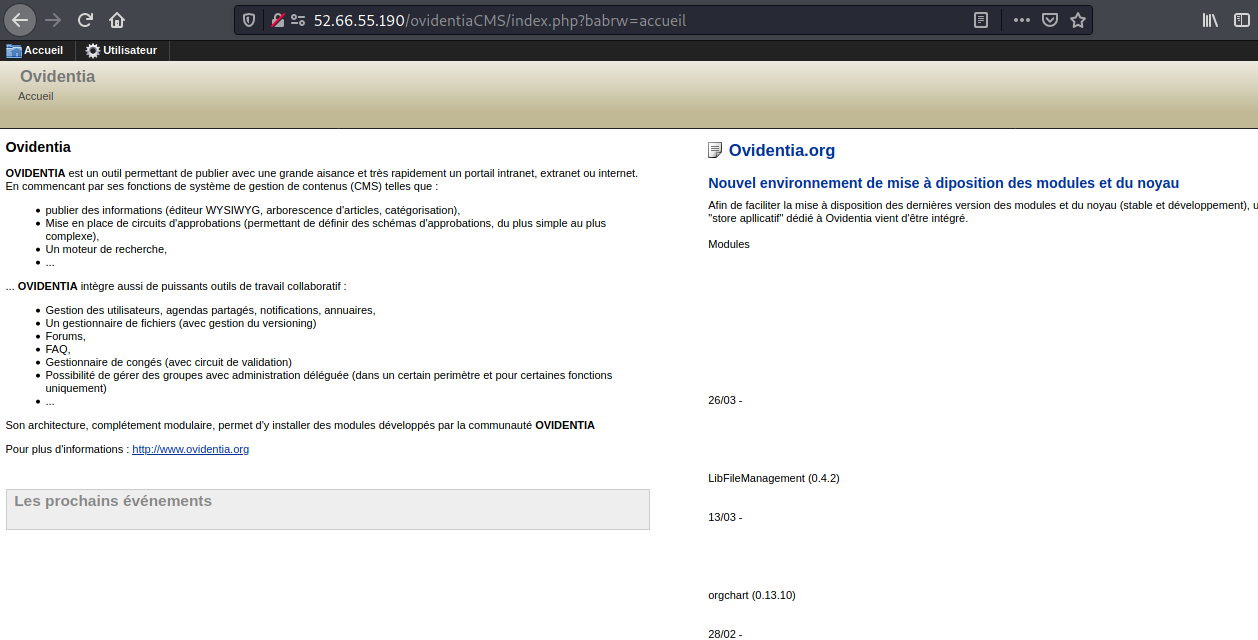 52.66.55.190/ovidentiaCMS/index.php?babrw=accueil
Accueil
Utilisateur
Ovidentia
Accueil
Ovidentia
OVIDENTIA est un outil permettant de publier avec une grande aisance et très rapidement un portail intranet, extranet ou internet.
En commencant par ses fonctions de système de gestion de contenus (CMS) telles que :
publier des informations (éditeur WYSIWYG, arborescence d'articles, catégorisation),
Mise en place de circuits d'approbations (permettant de définir des schémas d'approbations, du plus simple au plus
complexe),
Un moteur de recherche,
...
... OVIDENTIA intègre aussi de puissants outils de travail collaboratif :
Gestion des utilisateurs, agendas partagés, notifications, annuaires,
Un gestionnaire de fichiers (avec gestion du versioning)
Forums,
FAQ,
Gestionnaire de congés (avec circuit de validation)
Possibilité de gérer des groupes avec administration déléguée (dans un certain perimètre et pour certaines fonctions
uniquement)
...
Son architecture, complétement modulaire, permet d'y installer des modules développés par la communauté OVIDENTIA
Pour plus d'informations : http://www.ovidentia.org
Les prochains événements
Ovidentia.org
Nouvel environnement de mise à diposition des modules et du noyau
Afin de faciliter la mise à disposition des dernières version des modules et du noyau (stable et développement), u
"store apllicatif" dédié à Ovidentia vient d'être intégré.
Modules
26/03 -
LibFileManagement (0.4.2)
13/03 -
orgchart (0.13.10)
28/02 -